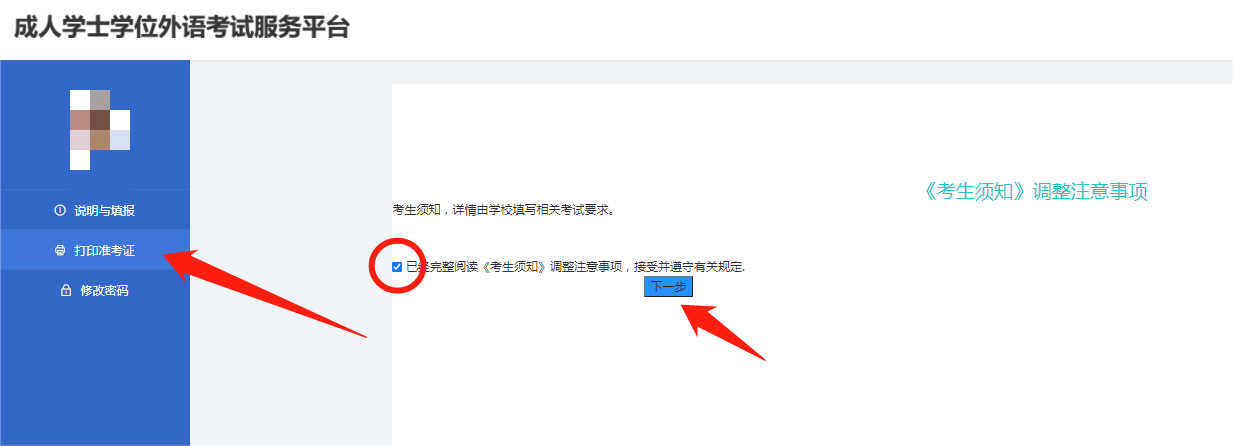 成人学士学位外语考试服务平台
说明与填报
打印准考证
修改密码
《考生须知》调整注意事项
考生须知，详情由学校填写相关考试要求。
已经完整阅读《考生须知》调整注意事项，接受并遵守有关规定.
下一步